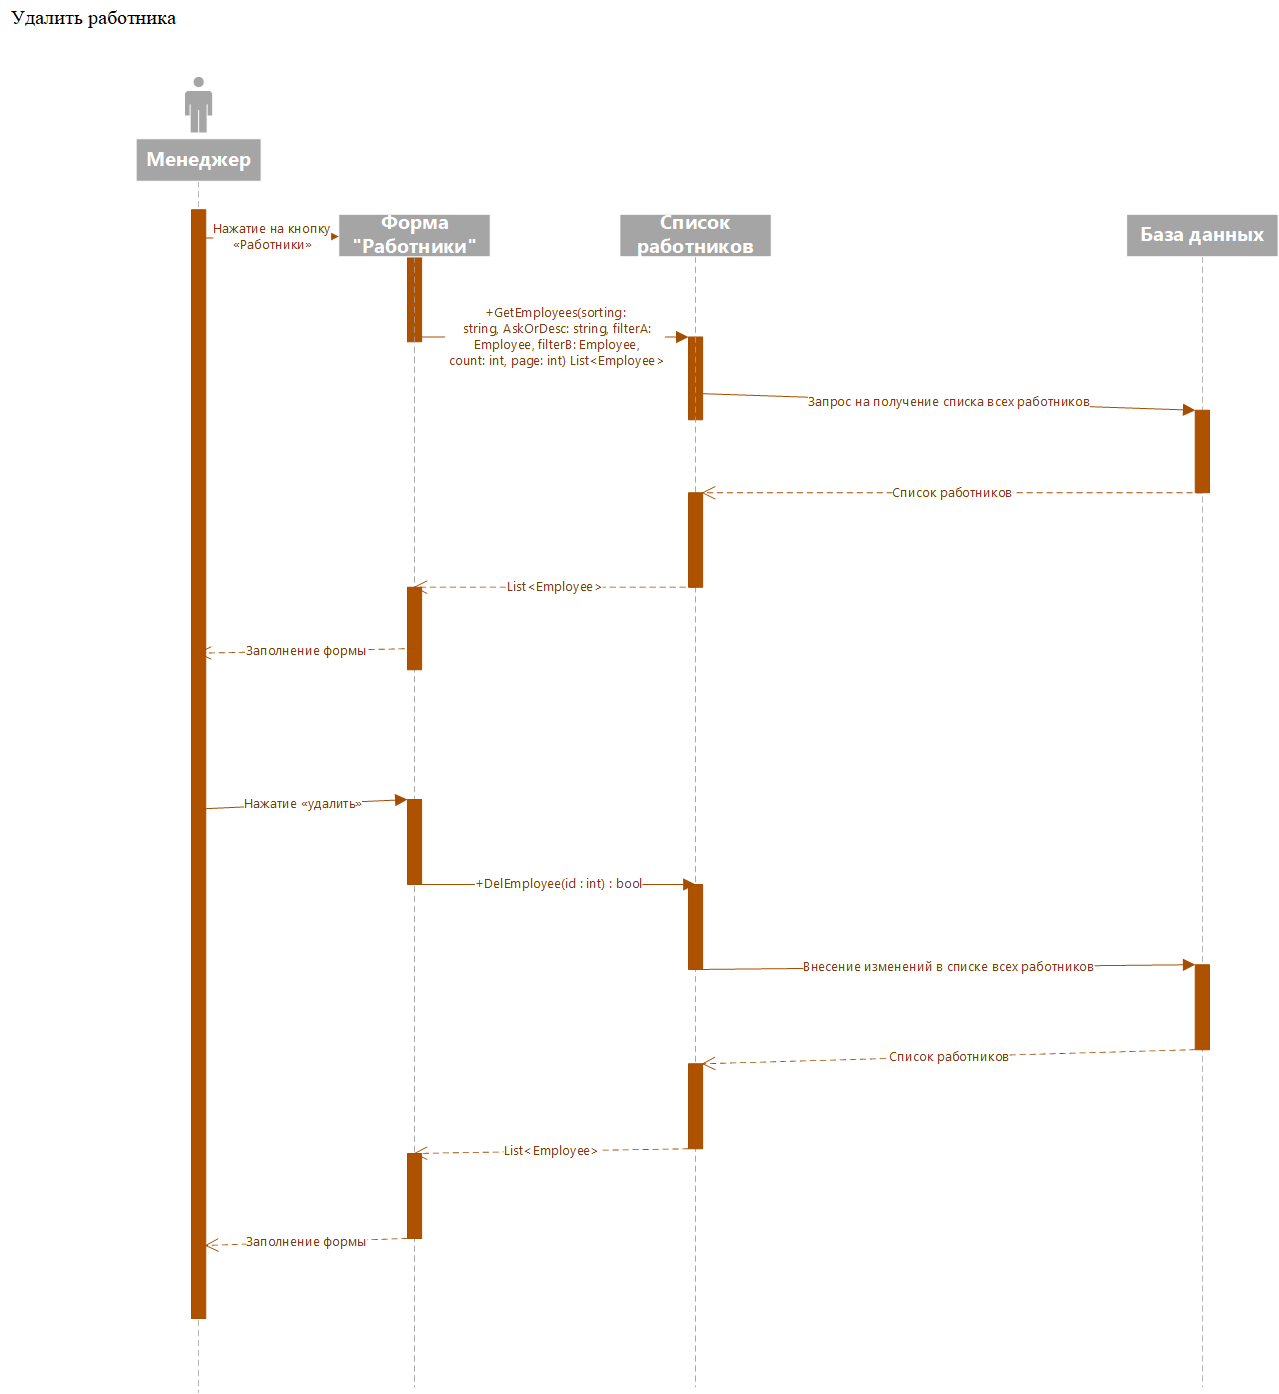 Удалить работника
Менеджер
Форма
"Работники"
Список
работников
База данных
Нажатие на кнопку
«Работники»
+GetEmployees(sorting:
string, AskOrDesc: string, filterA:
Employee, filterB: Employee,
count: int, page: int) List<Employee>
Запрос на получение списка всех работников
Список работников
List<Employee>
Заполнение формы
Нажатие «удалить»
+DelEmployee(id : int) : bool
Внесение изменений в списке всех работников
Список работников
List<Employee>
Заполнение формы